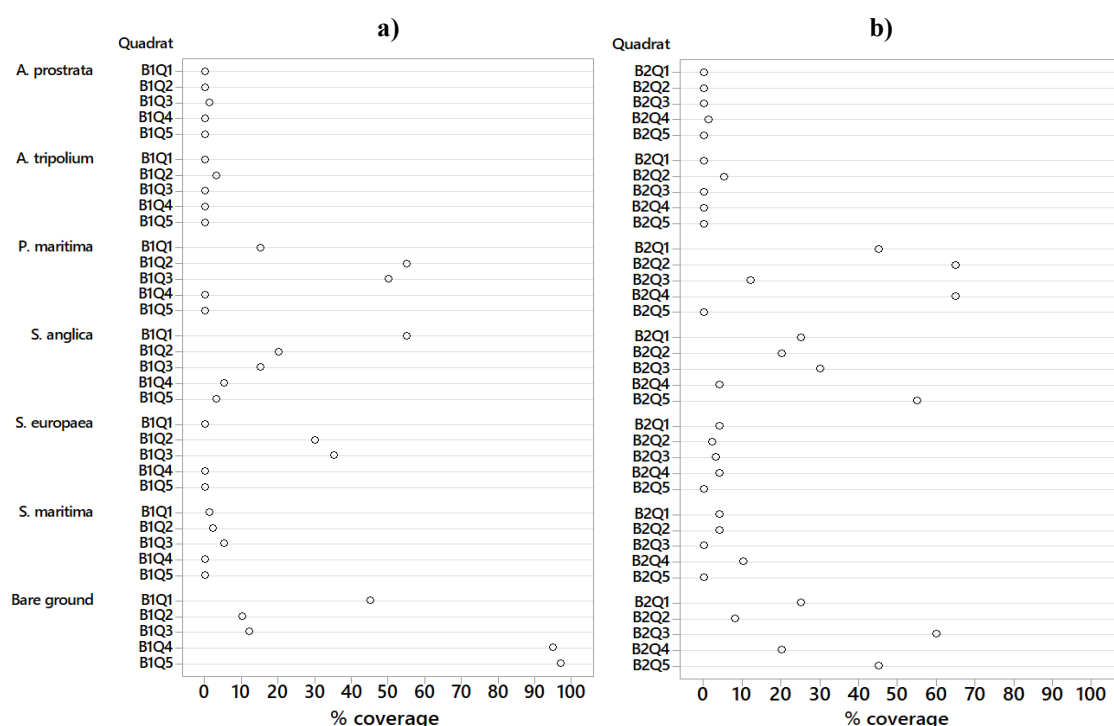 a)
Quadrat
A. prostrata B1Q1
B1Q2
B1Q3
B1Q4
B1Q5
A. tripolium B1Q1
B1Q2
B1Q3
B1Q4
B1Q5
P. maritima B1Q1
B1Q2
B1Q3
B1Q4
B1Q5
S. anglica B1Q1
B1Q2
B1Q3
B1Q4
B1Q5
S. europaea B1Q1
B1Q2
B1Q3
B1Q4
B1Q5
S. maritima B1Q1
B1Q2
B1Q3
B1Q4
B1Q5
Bare ground B1Q1
B1Q2
B1Q3
B1Q4
B1Q5
0 10 20 30 40 50 60 70 80 90 100
% coverage
b)
Quadrat
B2Q1
B2Q2
B2Q3
B2Q4
B2Q5
B2Q1
B2Q2
B2Q3
B2Q4
B2Q5
B2Q1
B2Q2
B2Q3
B2Q4
B2Q5
B2Q1
B2Q2
B2Q3
B2Q4
B2Q5
B2Q1
B2Q2
B2Q3
B2Q4
B2Q5
B2Q1
B2Q2
B2Q3
B2Q4
B2Q5
B2Q1
B2Q2
B2Q3
B2Q4
B2Q5
0 10 20 30 40 50 60 70 80 90 100
% coverage